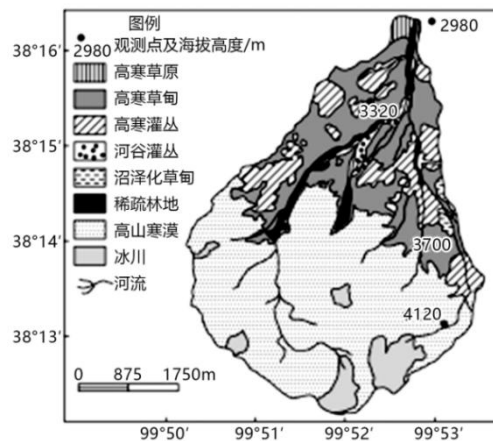 图例
2980 观测点及海拔高度/m
高寒草原
高寒草甸
高寒灌丛
河谷灌丛
沼泽化草甸
稀疏林地
高山寒漠
冰川
河流
0 875 1750m
38°16′
38°15′
38°14′
38°13′
2980
3320
3700
4120
99°50′ 99°51′ 99°52′ 99°53′